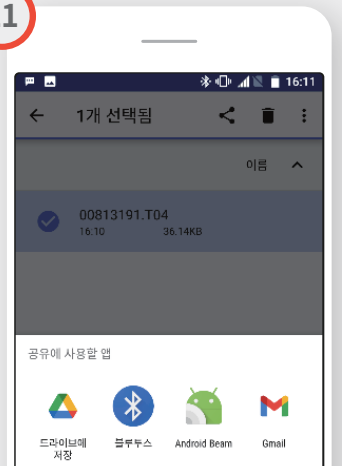 1
16:11
1개 선택됨
이름
00813191.T04
16:10 36.14KB
공유에 사용할 앱
드라이브에
저장
블루투스
Android Beam
Gmail